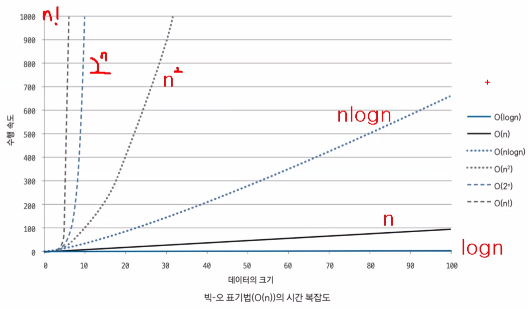 n!
2ⁿ
n²
nlogn
n
logn
+
1000
900
800
700
600
500
400
300
200
100
0
수행 속도
0 10 20 30 40 50 60 70 80 90 100
데이터의 크기
O(logn)
O(n)
O(nlogn)
O(n²)
O(2ⁿ)
O(n!)
빅-오 표기법(O(n))의 시간 복잡도